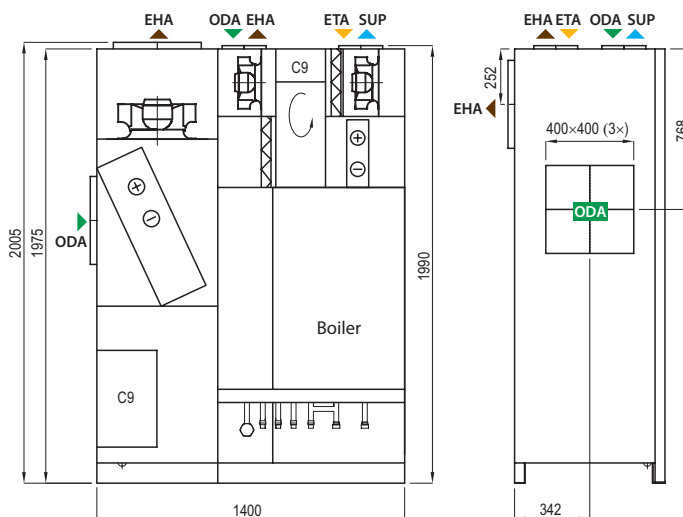 EHA ODA EHA ETA SUP
EHA ETA ODA SUP
C9
252
EHA
400×400 (3×)
768
ODA
ODA
2005
1975
1990
Boiler
C9
1400
342